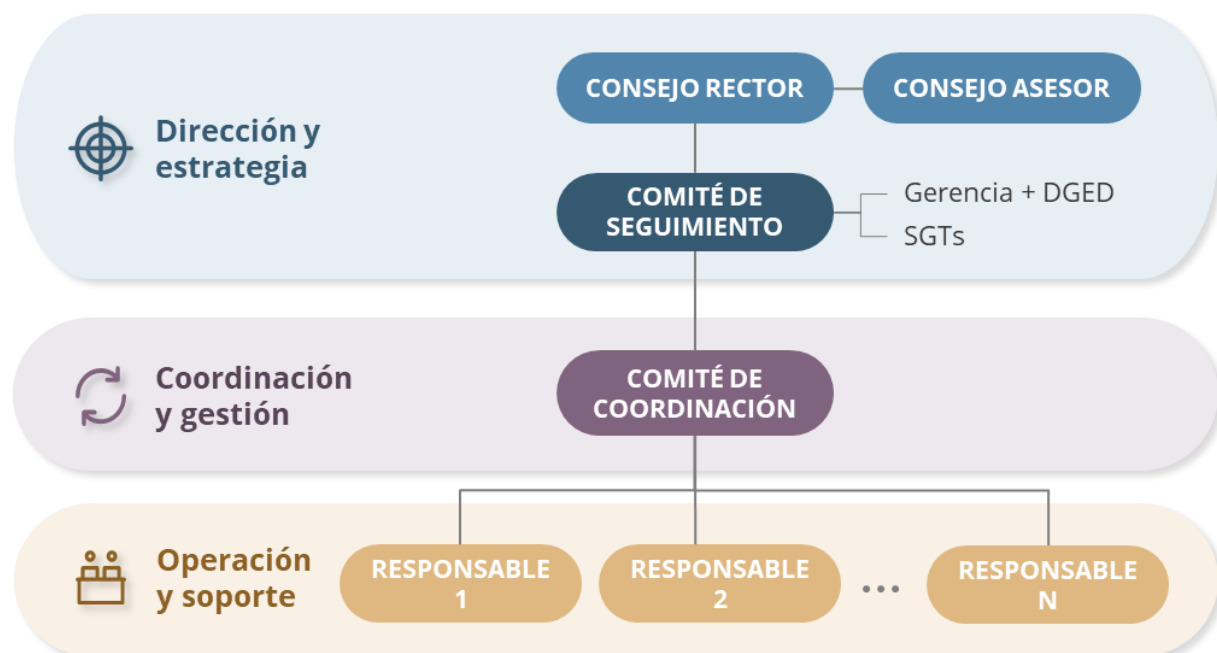 CONSEJO RECTOR
CONSEJO ASESOR
Dirección y
estrategia
COMITÉ DE
SEGUIMIENTO
Gerencia + DGED
SGTs
Coordinación
y gestión
COMITÉ DE
COORDINACIÓN
Operación
y soporte
RESPONSABLE
1
RESPONSABLE
2
...
RESPONSABLE
N